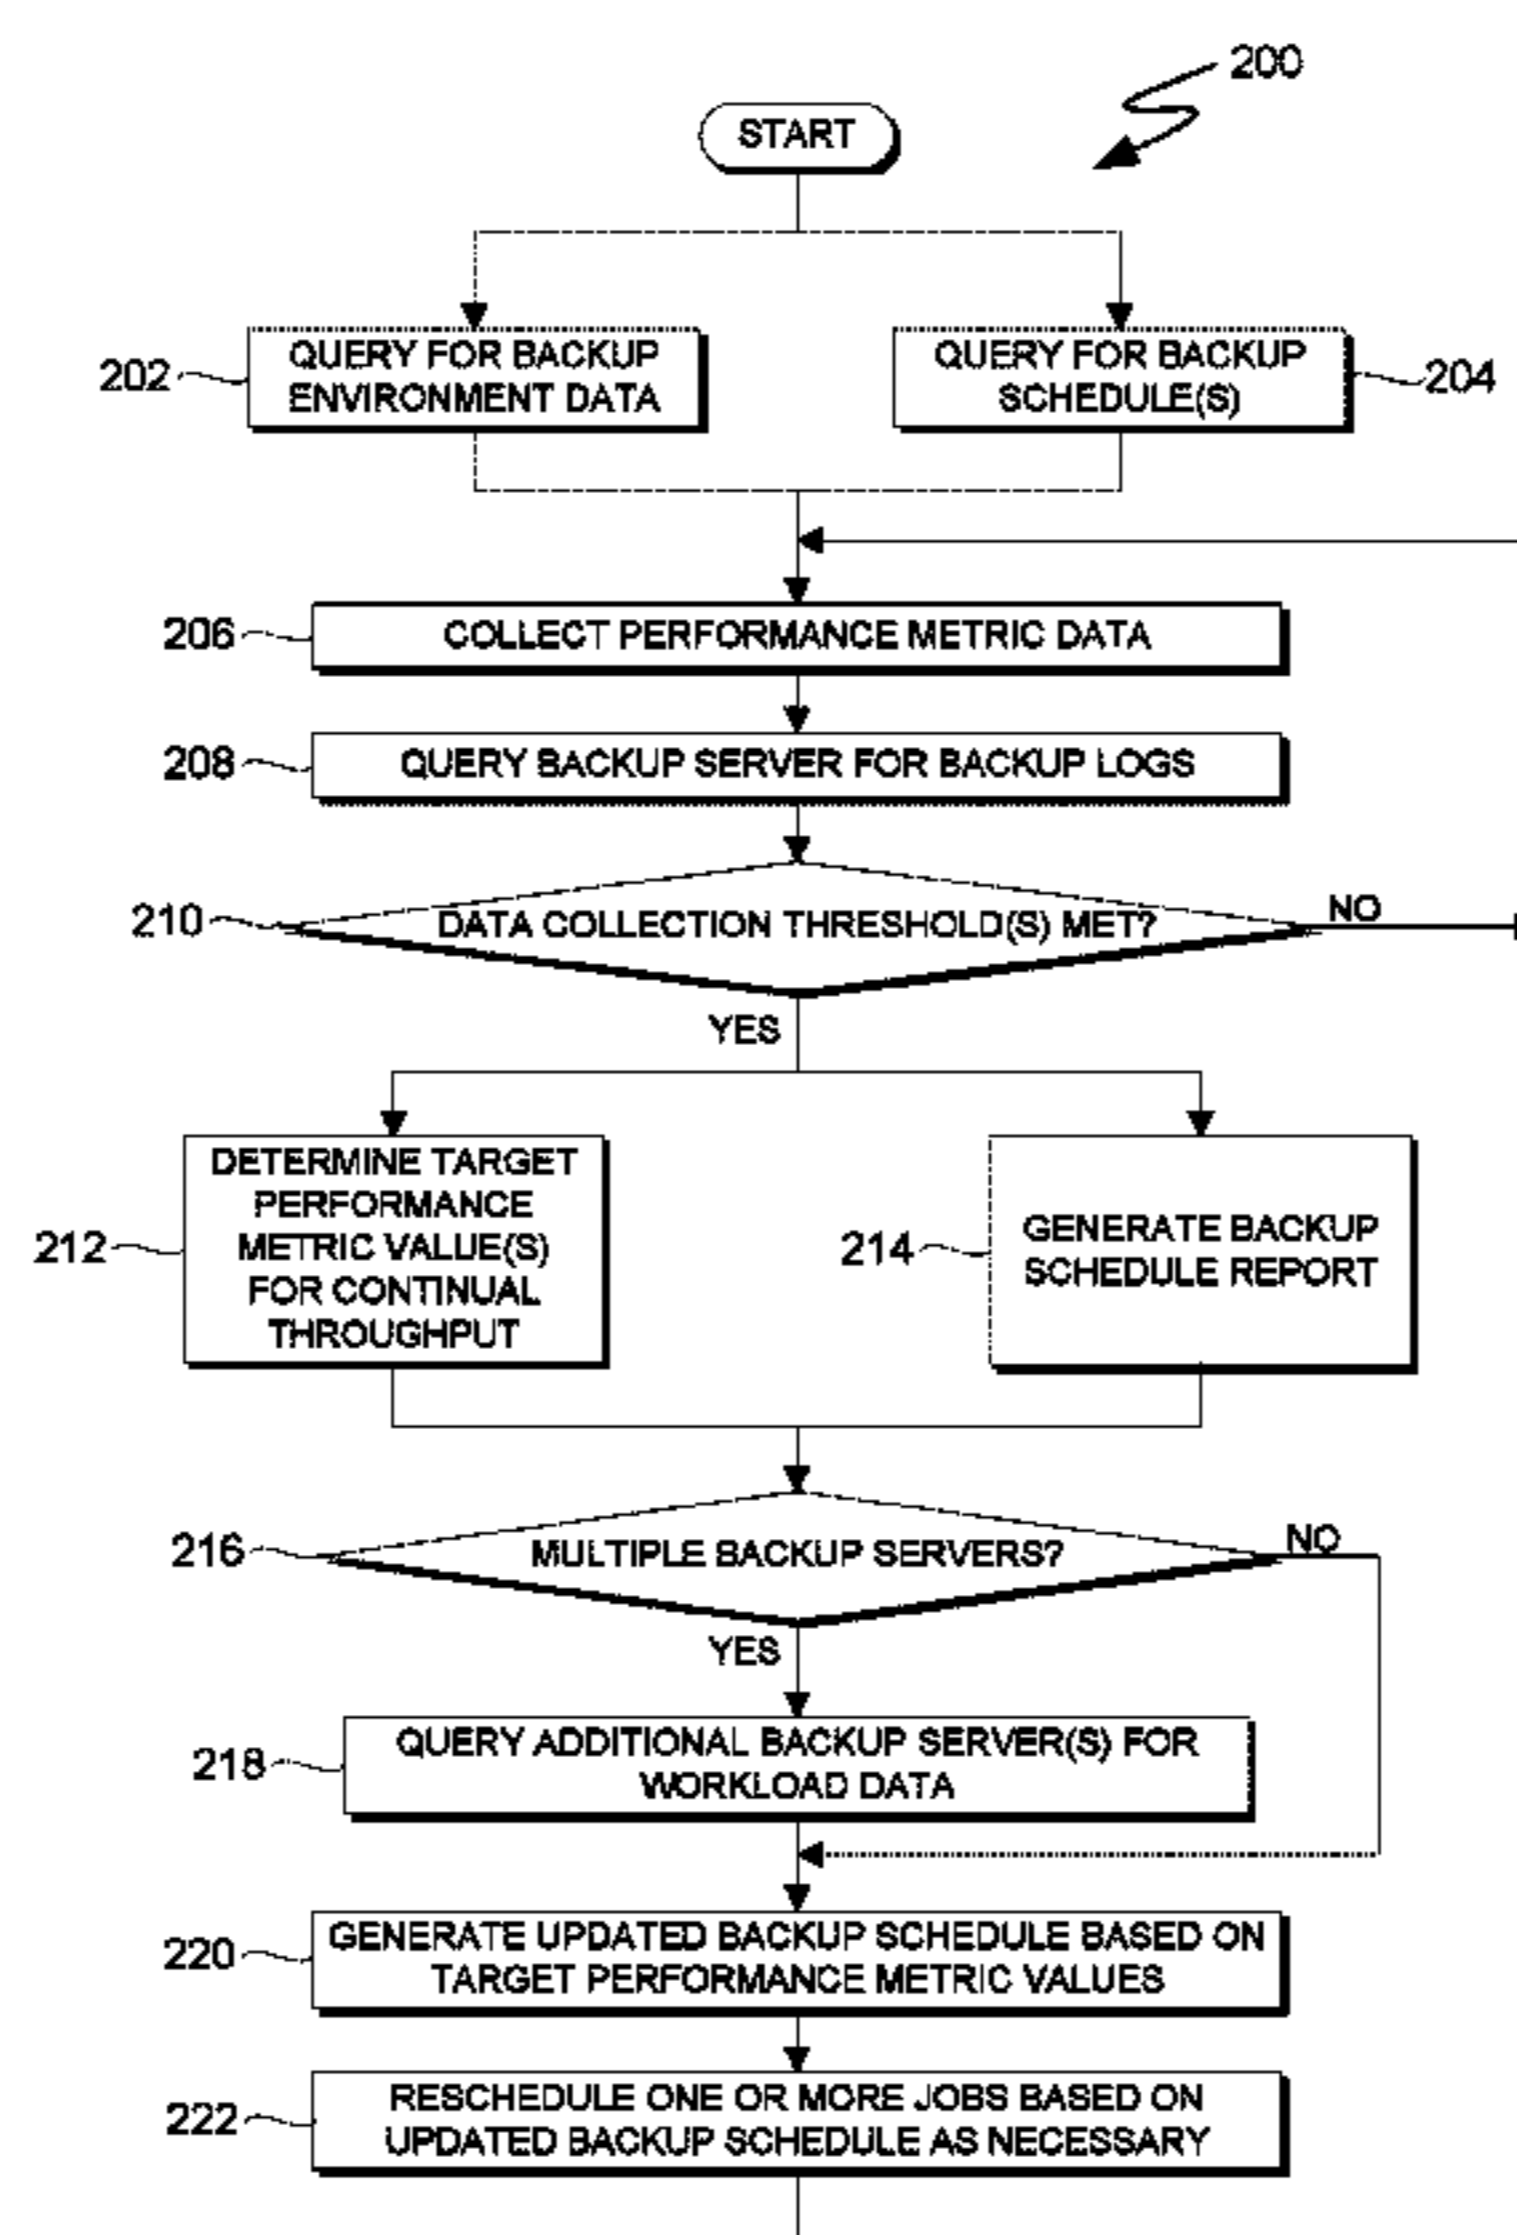 200
START
QUERY FOR BACKUP
ENVIRONMENT DATA
202
QUERY FOR BACKUP
SCHEDULE(S)
204
206
COLLECT PERFORMANCE METRIC DATA
208
QUERY BACKUP SERVER FOR BACKUP LOGS
210
DATA COLLECTION THRESHOLD(S) MET?
NO
YES
212
DETERMINE TARGET
PERFORMANCE
METRIC VALUE(S)
FOR CONTINUAL
THROUGHPUT
214
GENERATE BACKUP
SCHEDULE REPORT
216
MULTIPLE BACKUP SERVERS?
NO
YES
218
QUERY ADDITIONAL BACKUP SERVER(S) FOR
WORKLOAD DATA
220
GENERATE UPDATED BACKUP SCHEDULE BASED ON
TARGET PERFORMANCE METRIC VALUES
222
RESCHEDULE ONE OR MORE JOBS BASED ON
UPDATED BACKUP SCHEDULE AS NECESSARY